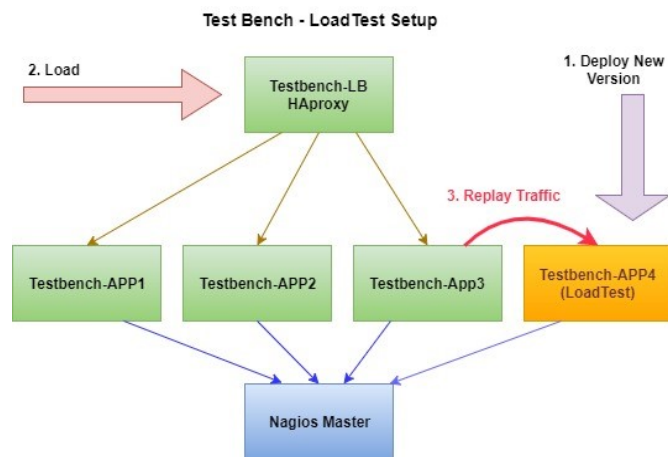 Test Bench - LoadTest Setup
2. Load
1. Deploy New
Version
Testbench-LB
HAproxy
3. Replay Traffic
Testbench-APP1
Testbench-APP2
Testbench-App3
Testbench-APP4
(LoadTest)
Nagios Master